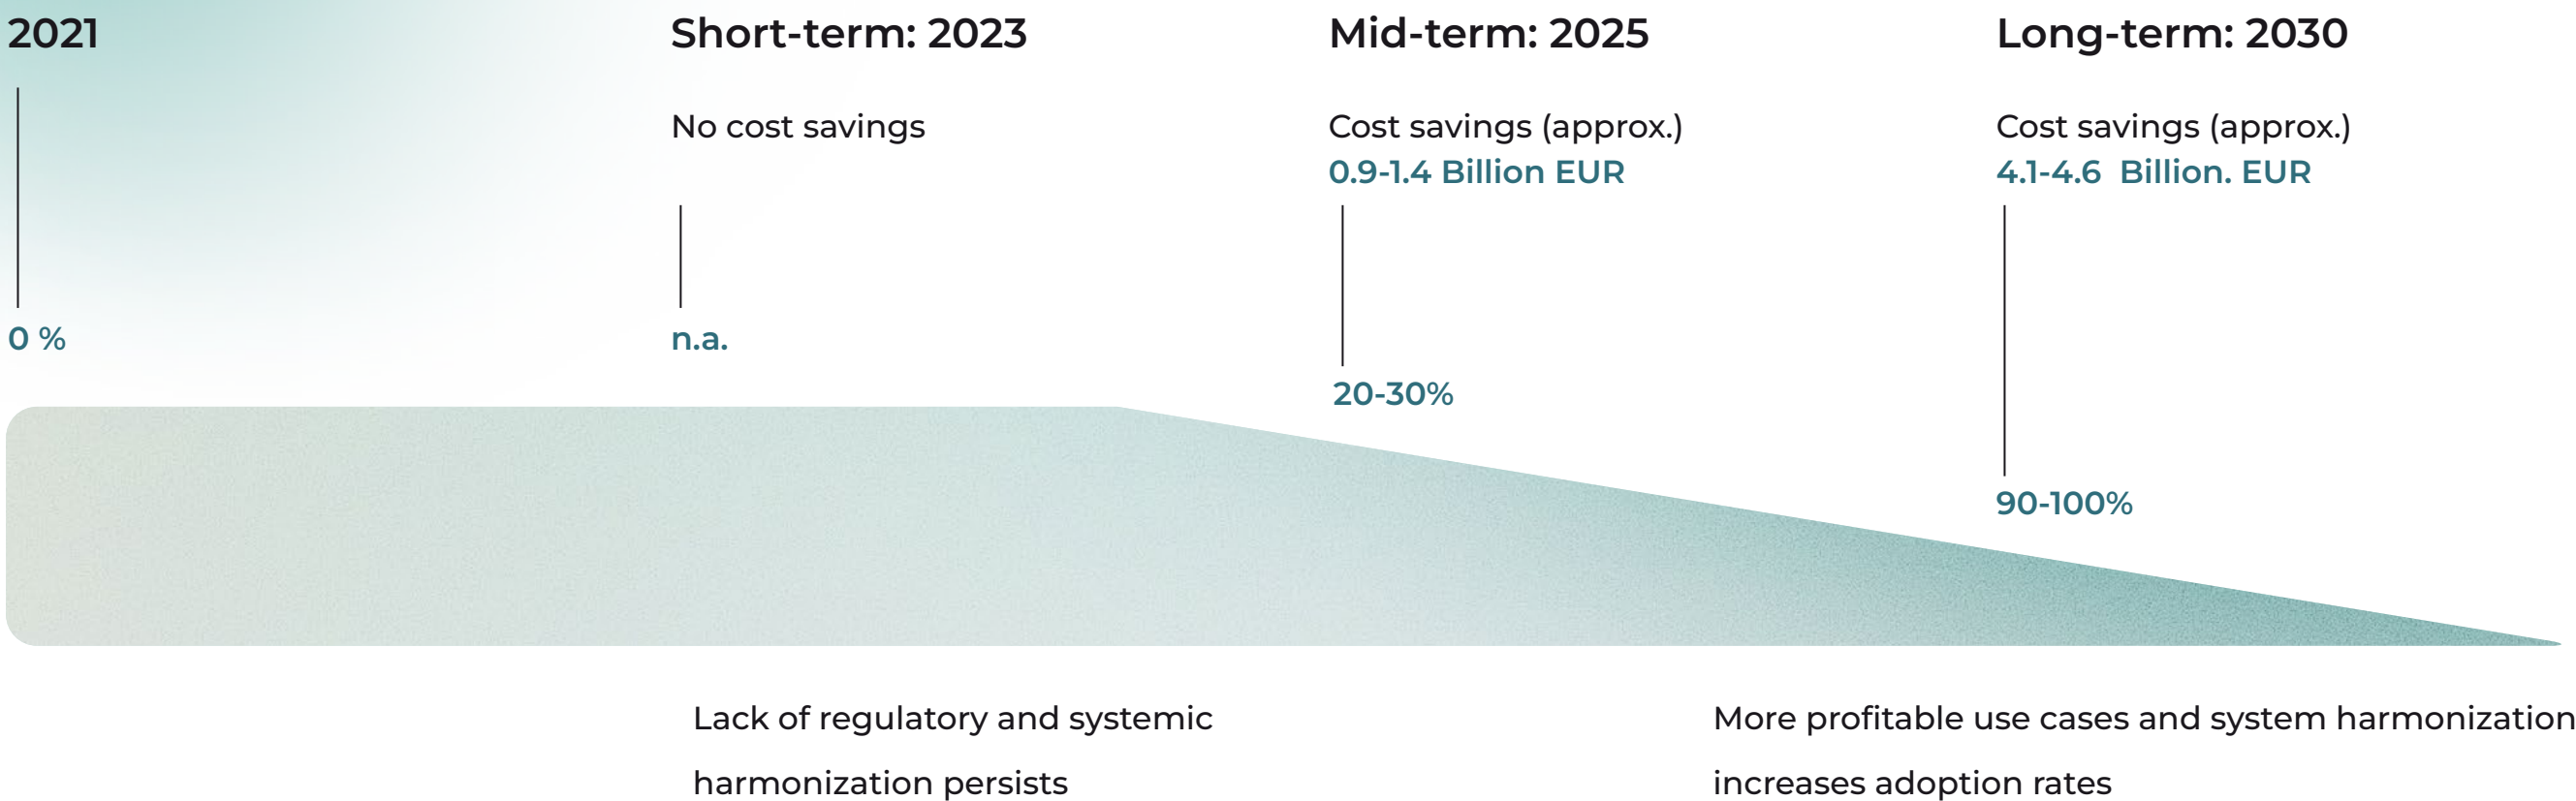 2021
0 %
Short-term: 2023
No cost savings
n.a.
Mid-term: 2025
Cost savings (approx.)
0.9-1.4 Billion EUR
20-30%
Long-term: 2030
Cost savings (approx.)
4.1-4.6  Billion. EUR
90-100%
Lack of regulatory and systemic
harmonization persists
More profitable use cases and system harmonization
increases adoption rates